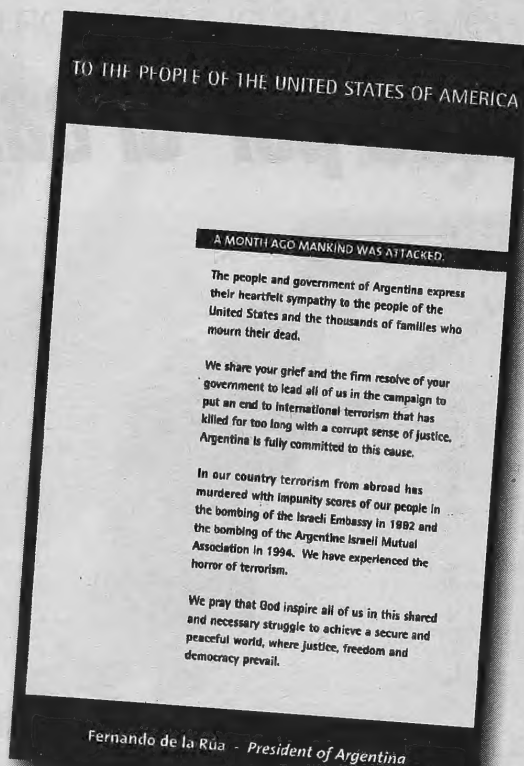 TO THE PEOPLE OF THE UNITED STATES OF AMERICA
A MONTH AGO MANKIND WAS ATTACKED.
The people and government of Argentina express
their heartfelt sympathy to the people of the
United States and the thousands of families who
mourn their dead.
We share your grief and the firm resolve of your
government to lead all of us in the campaign to
put an end to international terrorism that has
killed for too long with a corrupt sense of justice.
Argentina is fully committed to this cause.
In our country terrorism from abroad has
murdered with impunity scores of our people in
the bombing of the Israeli Embassy in 1992 and
the bombing of the Argentine Israeli Mutual
Association in 1994. We have experienced the
horror of terrorism.
We pray that God inspire all of us in this shared
and necessary struggle to achieve a secure and
peaceful world, where justice, freedom and
democracy prevail.
Fernando de la Rúa - President of Argentina